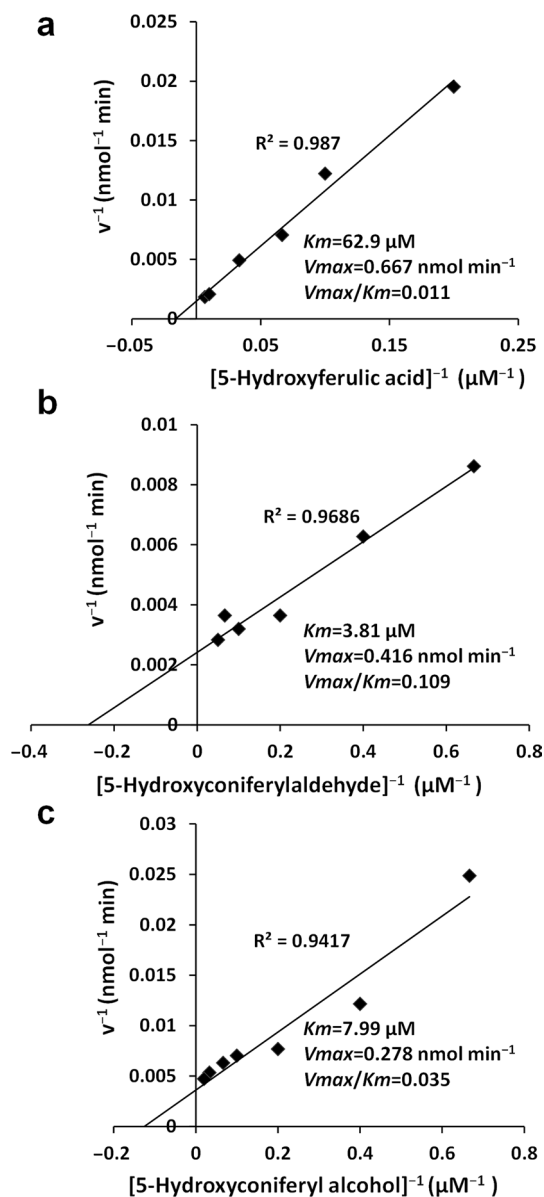 a
0.025
0.02
0.015
0.01
0.005
0
v⁻¹ (nmol⁻¹ min)
R² = 0.987
Km=62.9 µM
Vmax=0.667 nmol min⁻¹
Vmax/Km=0.011
−0.05 0.05 0.15 0.25
[5-Hydroxyferulic acid]⁻¹ (µM⁻¹)
b
0.01
0.008
0.006
0.004
0.002
0
v⁻¹ (nmol⁻¹ min)
R² = 0.9686
Km=3.81 µM
Vmax=0.416 nmol min⁻¹
Vmax/Km=0.109
−0.4 −0.2 0 0.2 0.4 0.6 0.8
[5-Hydroxyconiferylaldehyde]⁻¹ (µM⁻¹ )
c
0.03
0.025
0.02
0.015
0.01
0.005
0
v⁻¹ (nmol⁻¹ min)
R² = 0.9417
Km=7.99 µM
Vmax=0.278 nmol min⁻¹
Vmax/Km=0.035
−0.2 0 0.2 0.4 0.6 0.8
[5-Hydroxyconiferyl alcohol]⁻¹ (µM⁻¹ )